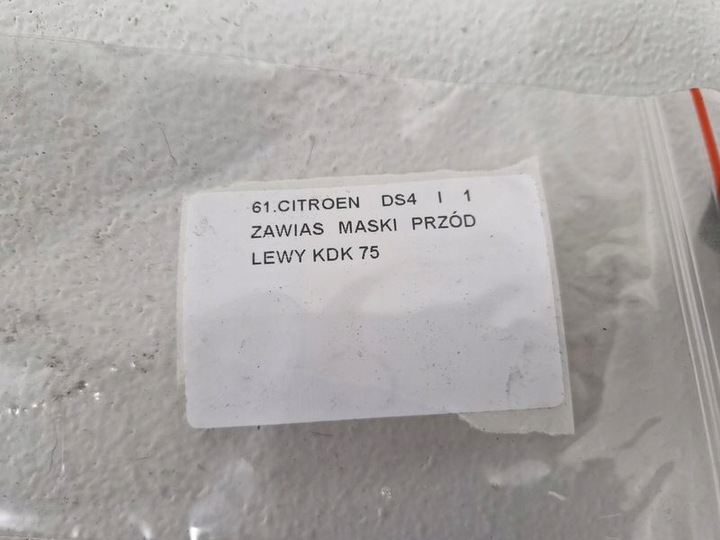 61.CITROEN DS4 I 1
ZAWIAS MASKI PRZÓD
LEWY KDK 75